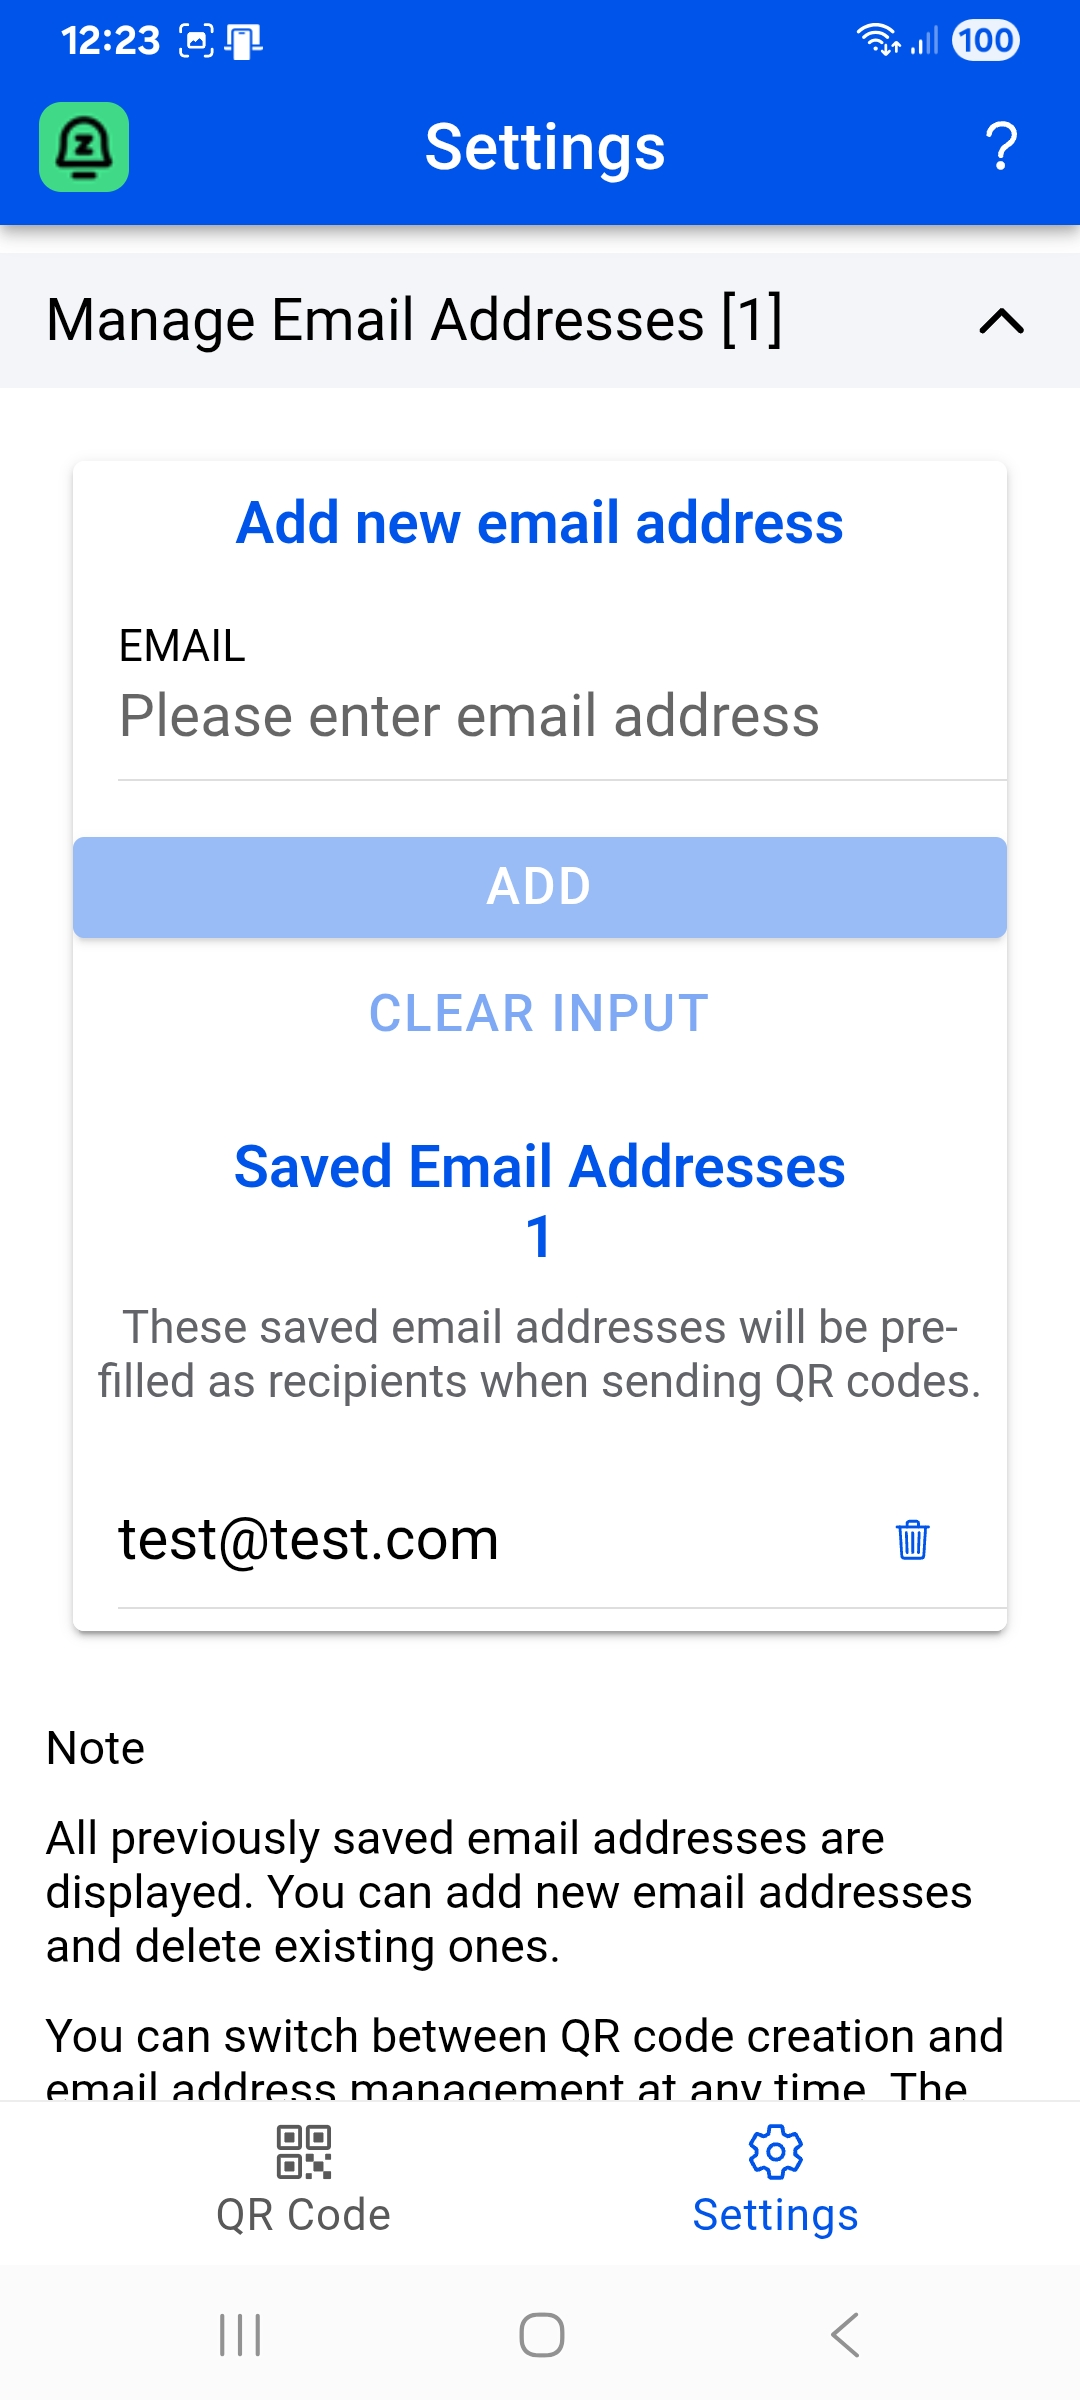 12:23
100
Settings
?
Manage Email Addresses [1]
Add new email address
EMAIL
Please enter email address
ADD
CLEAR INPUT
Saved Email Addresses
1
These saved email addresses will be pre-
filled as recipients when sending QR codes.
test@test.com
Note
All previously saved email addresses are
displayed. You can add new email addresses
and delete existing ones.
You can switch between QR code creation and
email address management at any time. The
QR Code
Settings